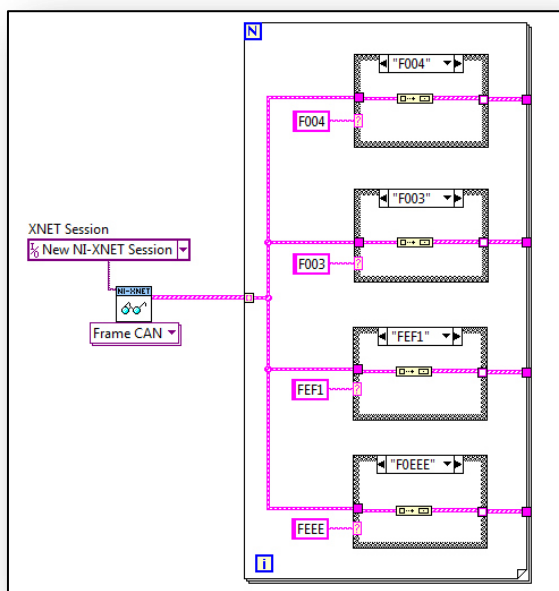 N
"F004"
F004
?
"F003"
XNET Session
I/O New NI-XNET Session
F003
?
NI-XNET
Frame CAN
"FEF1"
FEF1
?
"F0EEE"
FEEE
?
i